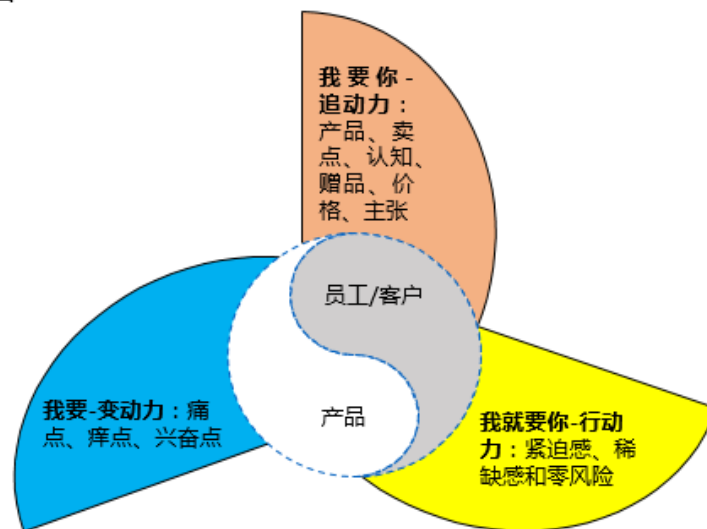 我要你-
追动力：
产品、卖
点、认知、
赠品、价
格、主张
员工/客户
产品
我要-变动力：痛
点、痒点、兴奋点
我就要你-行动
力：紧迫感、稀
缺感和零风险